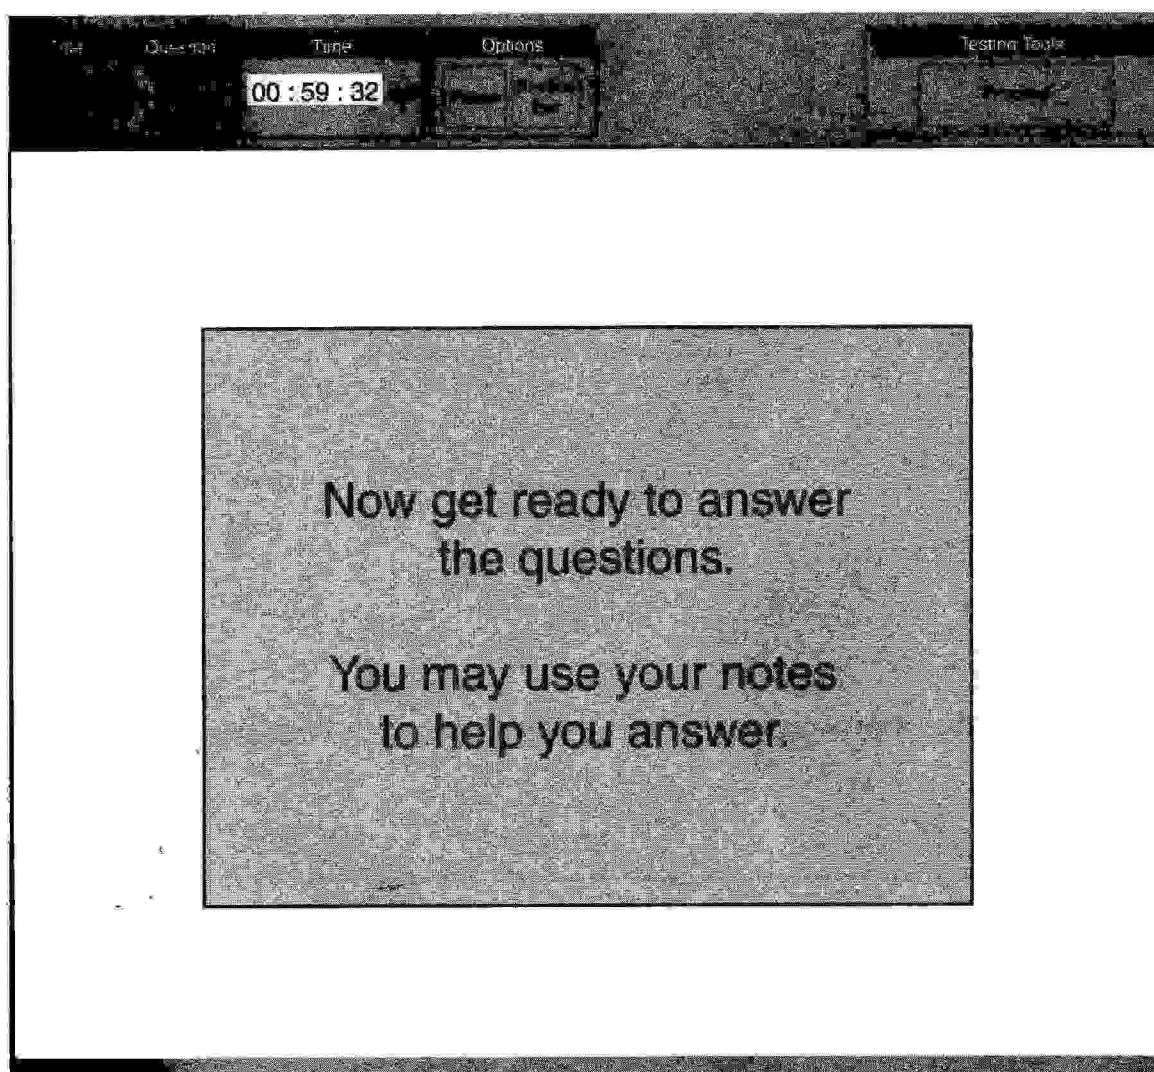 Time
Options
Testing Tools
00 : 59 : 32
Now get ready to answer
the questions.
You may use your notes
to help you answer.